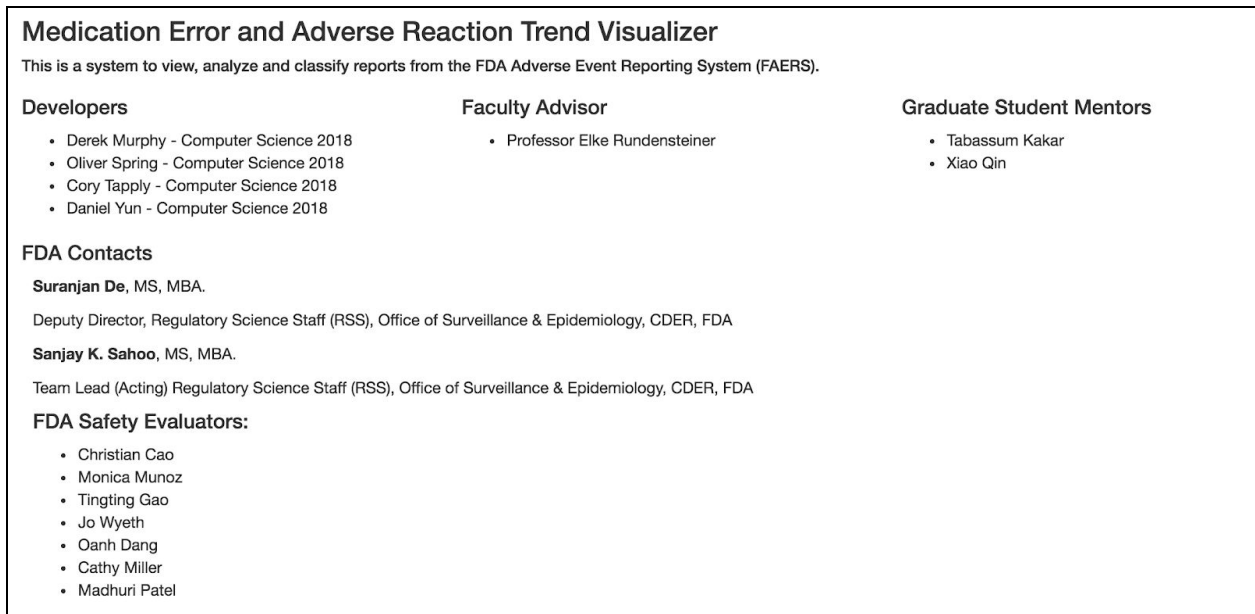 Medication Error and Adverse Reaction Trend Visualizer
This is a system to view, analyze and classify reports from the FDA Adverse Event Reporting System (FAERS).
Developers
• Derek Murphy - Computer Science 2018
• Oliver Spring - Computer Science 2018
• Cory Tapply - Computer Science 2018
• Daniel Yun - Computer Science 2018
Faculty Advisor
• Professor Elke Rundensteiner
Graduate Student Mentors
• Tabassum Kakar
• Xiao Qin
FDA Contacts
Suranjan De, MS, MBA.
Deputy Director, Regulatory Science Staff (RSS), Office of Surveillance & Epidemiology, CDER, FDA
Sanjay K. Sahoo, MS, MBA.
Team Lead (Acting) Regulatory Science Staff (RSS), Office of Surveillance & Epidemiology, CDER, FDA
FDA Safety Evaluators:
• Christian Cao
• Monica Munoz
• Tingting Gao
• Jo Wyeth
• Oanh Dang
• Cathy Miller
• Madhuri Patel